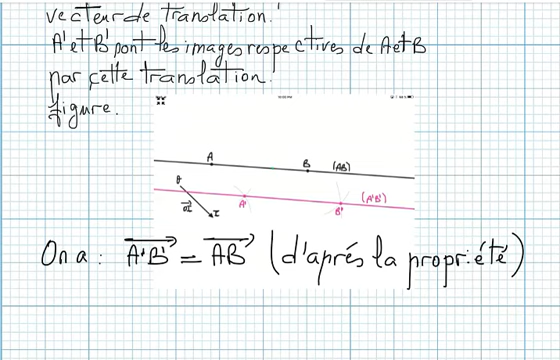 vecteur de translation.
A' et B' sont les images respectives de A et B
par cette translation.
figure.
A B (AB)
θ
A' B' (A'B')
On a : A'B' = AB (d'aprés la propriété)